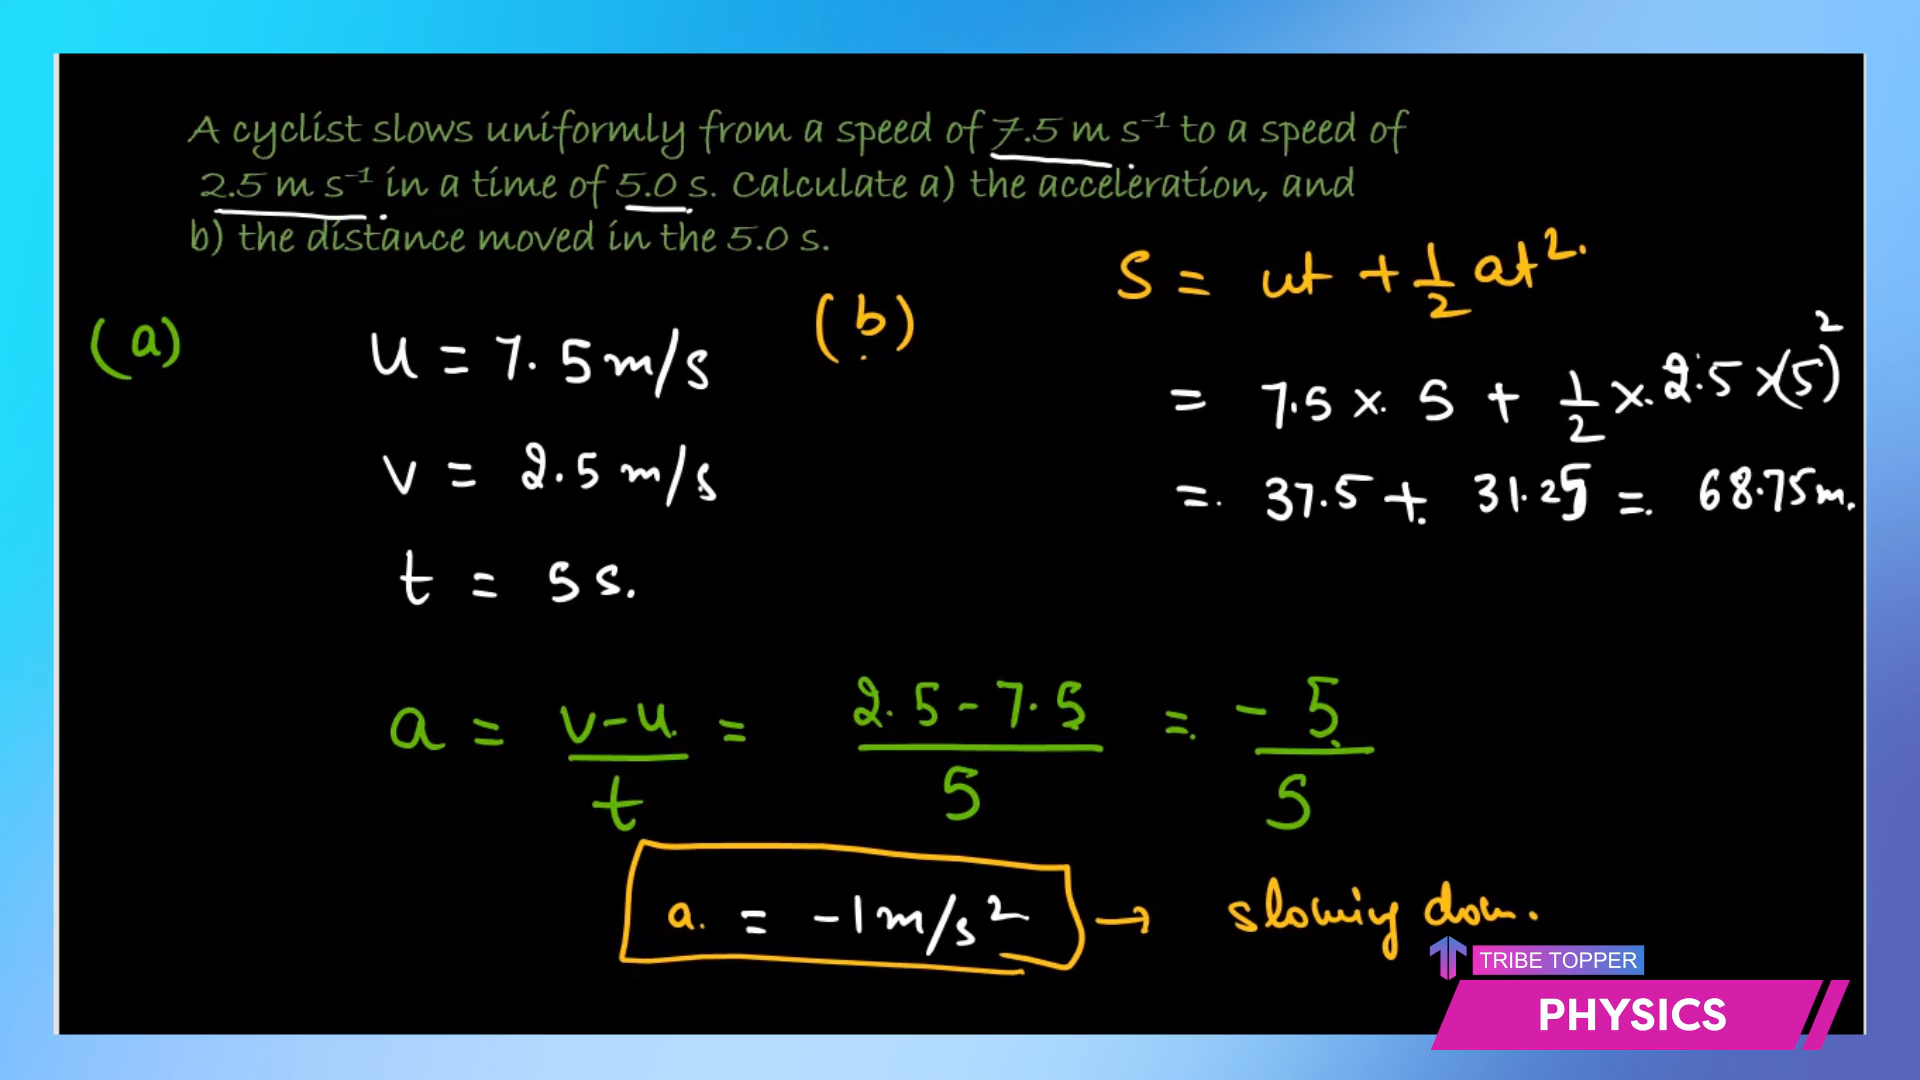 A cyclist slows uniformly from a speed of 7.5 m s⁻¹ to a speed of
2.5 m s⁻¹ in a time of 5.0 s. Calculate a) the acceleration, and
b) the distance moved in the 5.0 s.
(a)
u = 7.5 m/s
v = 2.5 m/s
t = 5 s.
a = (v-u)/t = (2.5-7.5)/5 = -5/5
a. = -1 m/s² → slowing down.
(b)
S = ut + 1/2 at².
= 7.5 × 5 + 1/2 × 2.5 × (5)²
= 37.5 + 31.25 = 68.75 m.
TRIBE TOPPER
PHYSICS